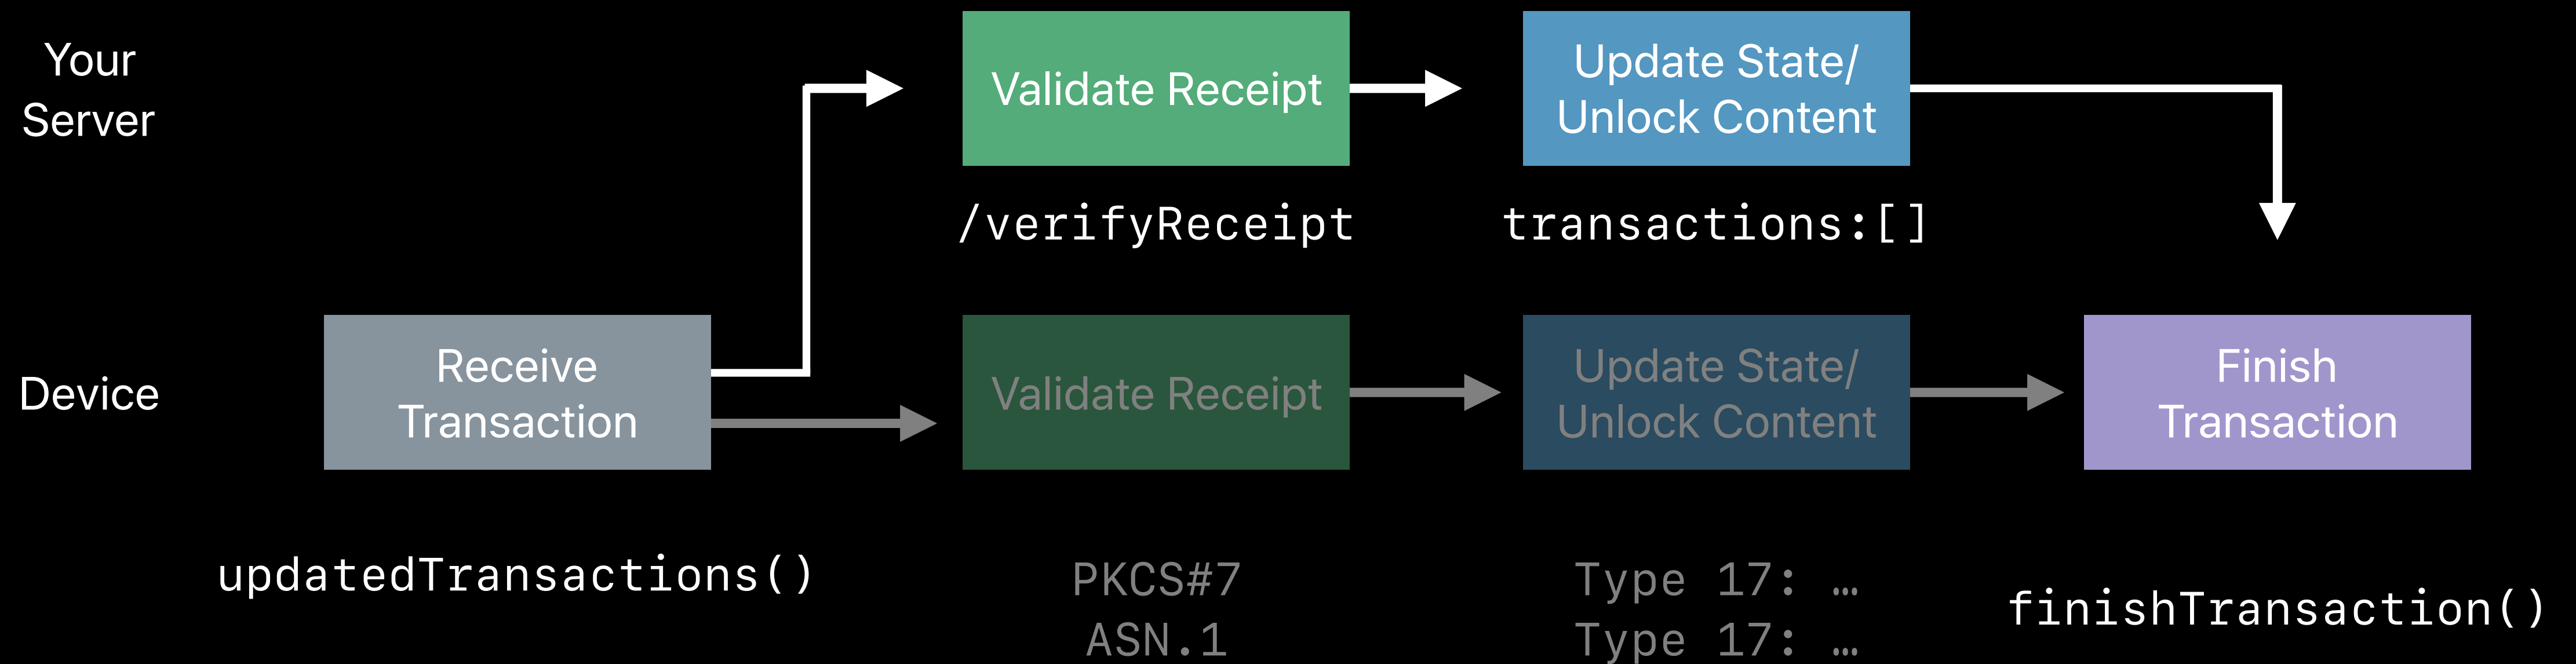 Your
Server
Validate Receipt
Update State/
Unlock Content
/verifyReceipt
transactions:[]
Device
Receive
Transaction
Validate Receipt
Update State/
Unlock Content
Finish
Transaction
updatedTransactions()
PKCS#7
ASN.1
Type 17: …
Type 17: …
finishTransaction()